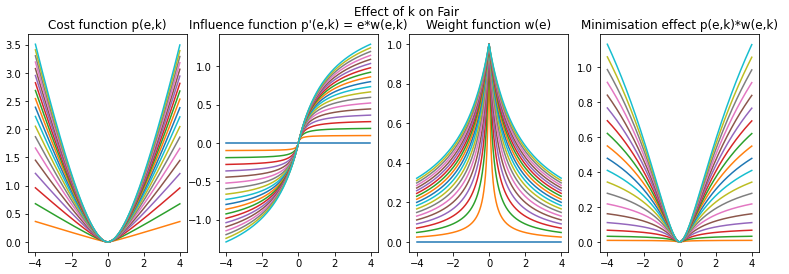 Effect of k on Fair
Cost function p(e,k)
Influence function p'(e,k) = e*w(e,k)
Weight function w(e)
Minimisation effect p(e,k)*w(e,k)
3.5
3.0
2.5
2.0
1.5
1.0
0.5
0.0
−4 −2 0 2 4
1.0
0.5
0.0
−0.5
−1.0
−4 −2 0 2 4
1.0
0.8
0.6
0.4
0.2
0.0
−4 −2 0 2 4
1.0
0.8
0.6
0.4
0.2
0.0
−4 −2 0 2 4